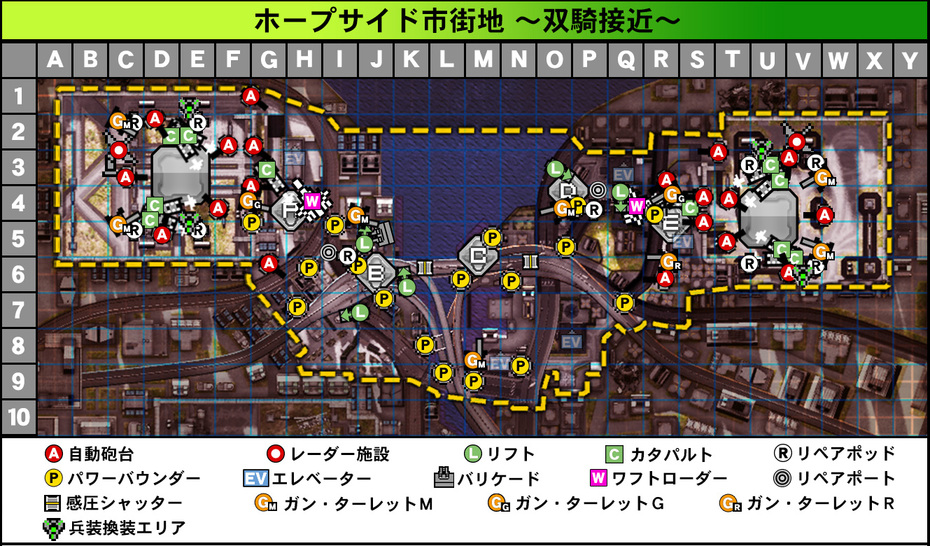 ホープサイド市街地 ～双騎接近～
A B C D E F G H I J K L M N O P Q R S T U V W X Y
1
2
3
4
5
6
7
8
9
10
A 自動砲台 レーダー施設 L リフト C カタパルト R リペアポッド
P パワーバウンダー EV エレベーター バリケード W ワフトローダー リペアポート
感圧シャッター GM ガン・ターレットM GG ガン・ターレットG GR ガン・ターレットR
兵装換装エリア